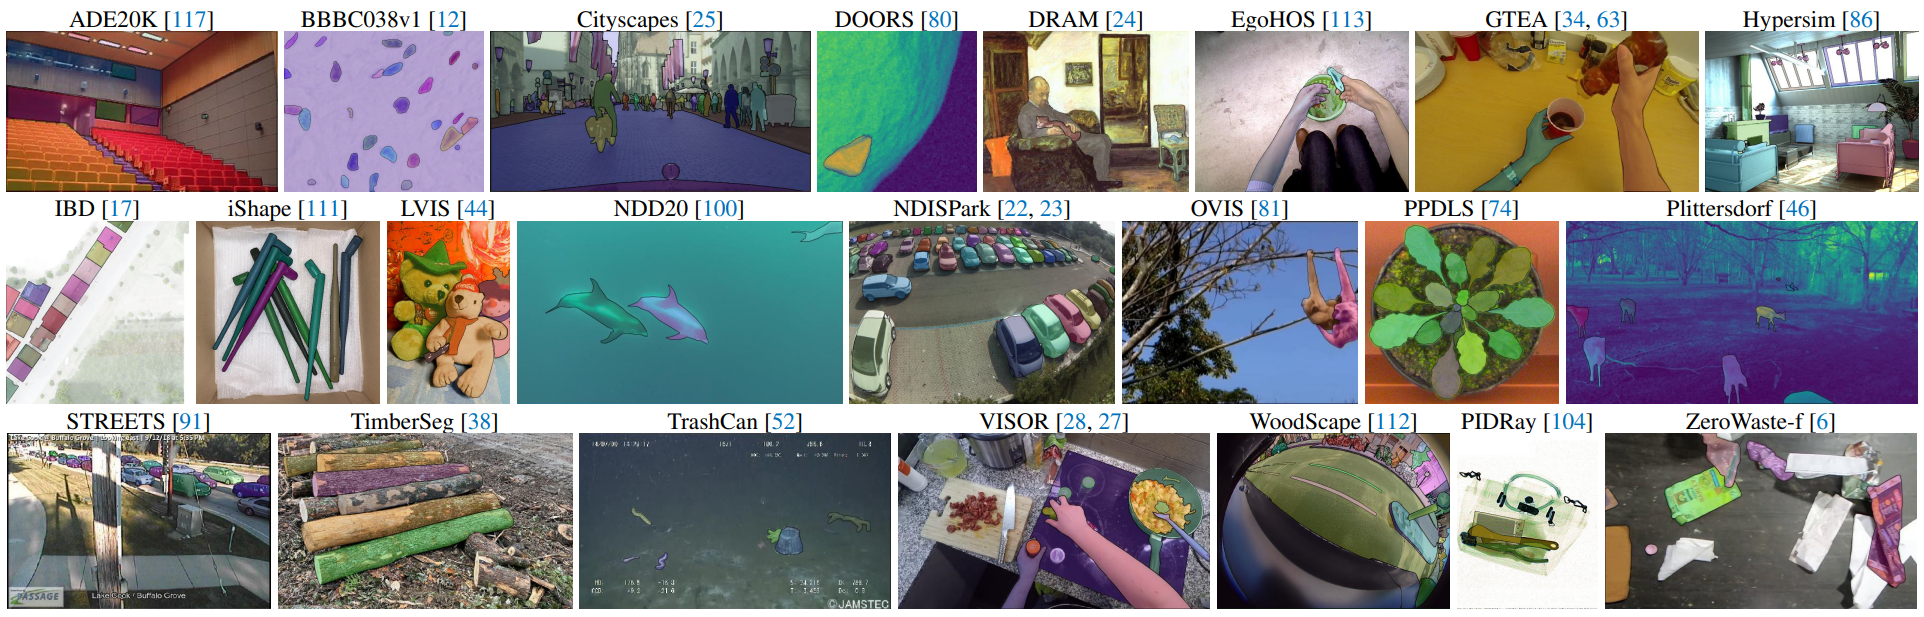 ADE20K [117] BBBC038v1 [12] Cityscapes [25] DOORS [80] DRAM [24] EgoHOS [113] GTEA [34, 63] Hypersim [86]
IBD [17] iShape [111] LVIS [44] NDD20 [100] NDISPark [22, 23] OVIS [81] PPDLS [74] Plittersdorf [46]
STREETS [91] TimberSeg [38] TrashCan [52] VISOR [28, 27] WoodScape [112] PIDRay [104] ZeroWaste-f [6]
PASSAGE
Lake Cook / Buffalo Grove
©JAMSTEC